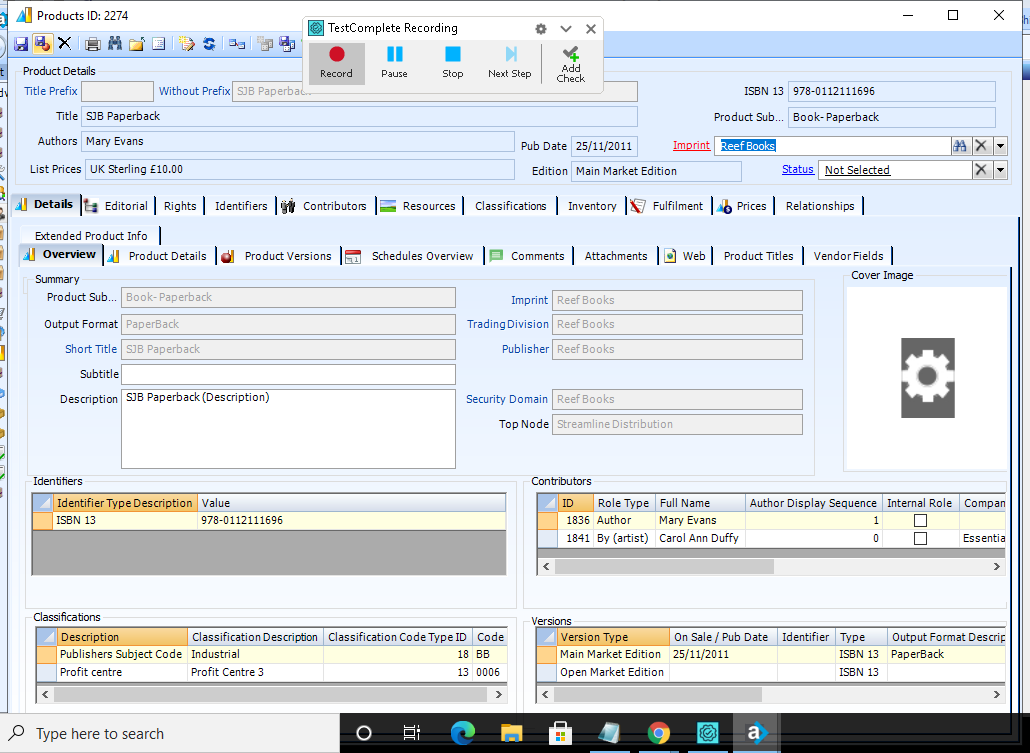 Products ID: 2274
TestComplete Recording
Record
Pause
Stop
Next Step
Add Check
Product Details
Title Prefix
Without Prefix
SJB Paperback
ISBN 13
978-0112111696
Title
SJB Paperback
Product Sub...
Book- Paperback
Authors
Mary Evans
Pub Date
25/11/2011
Imprint
Reef Books
List Prices
UK Sterling £10.00
Edition
Main Market Edition
Status
Not Selected
Details
Editorial
Rights
Identifiers
Contributors
Resources
Classifications
Inventory
Fulfilment
Prices
Relationships
Extended Product Info
Overview
Product Details
Product Versions
Schedules Overview
Comments
Attachments
Web
Product Titles
Vendor Fields
Summary
Cover Image
Product Sub...
Book- Paperback
Imprint
Reef Books
Output Format
PaperBack
Trading Division
Reef Books
Short Title
SJB Paperback
Publisher
Reef Books
Subtitle
Description
SJB Paperback (Description)
Security Domain
Reef Books
Top Node
Streamline Distribution
Identifiers
Identifier Type Description
Value
ISBN 13
978-0112111696
Contributors
ID
Role Type
Full Name
Author Display Sequence
Internal Role
Compan
1836
Author
Mary Evans
1
1841
By (artist)
Carol Ann Duffy
0
Essentia
Classifications
Description
Classification Description
Classification Code Type ID
Code
Publishers Subject Code
Industrial
18
BB
Profit centre
Profit Centre 3
13
0006
Versions
Version Type
On Sale / Pub Date
Identifier
Type
Output Format Descrip
Main Market Edition
25/11/2011
ISBN 13
PaperBack
Open Market Edition
ISBN 13
Type here to search